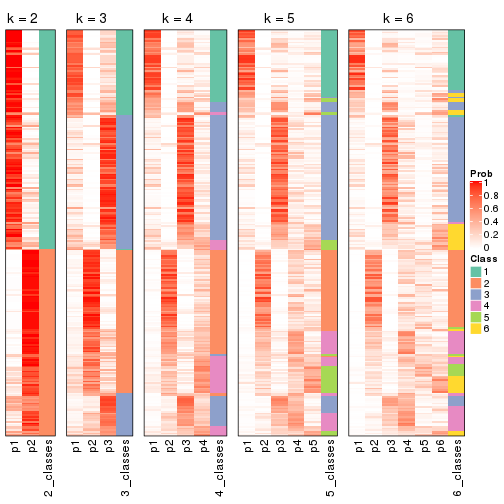 k = 2
k = 3
k = 4
k = 5
k = 6
p1
p2
2_classes
p1
p2
p3
3_classes
p1
p2
p3
p4
4_classes
p1
p2
p3
p4
p5
5_classes
p1
p2
p3
p4
p5
p6
6_classes
Prob
1
0.8
0.6
0.4
0.2
0
Class
1
2
3
4
5
6